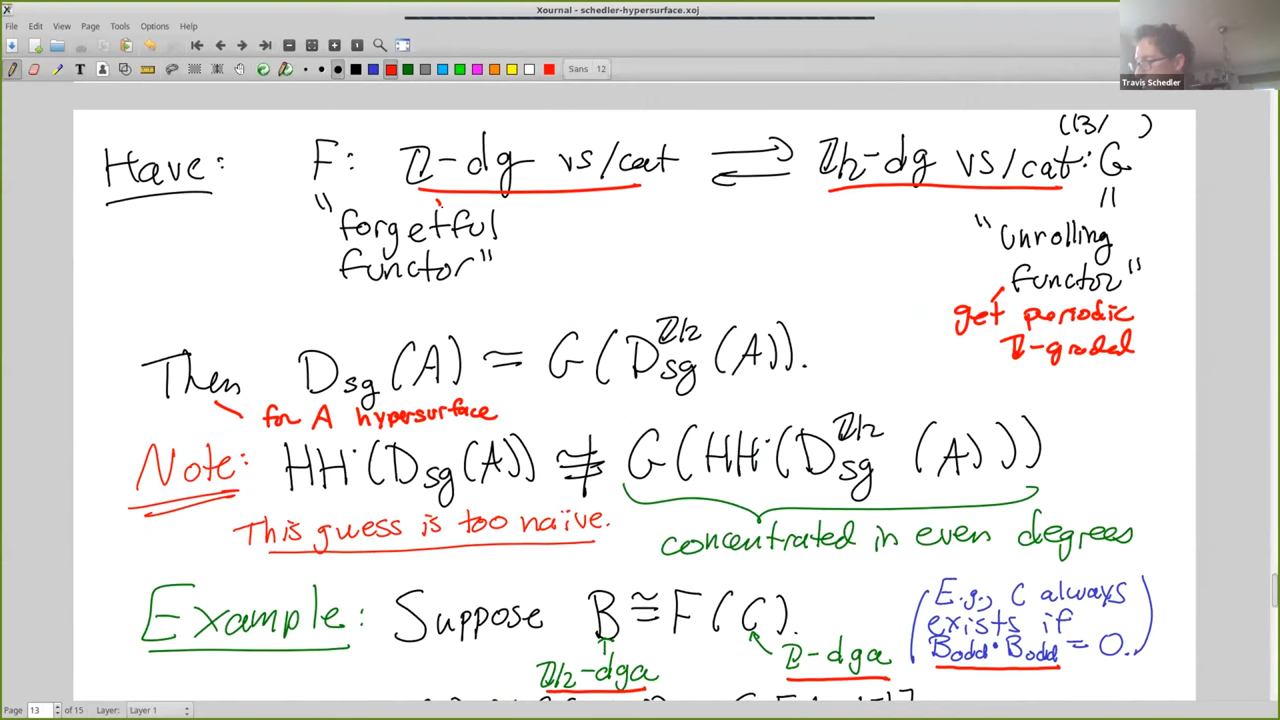 Xournal - schedler-hypersurface.xoj
File Edit View Page Tools Options Help
Sans 12
Travis Schedler
(13/ )
Have: F: ℤ-dg vs/cat ⇌ ℤ/2-dg vs/cat : G
"forgetful functor"
"unrolling functor"
get periodic
ℤ-graded
Then D_sg(A) ≃ G(D_sg^{ℤ/2}(A)).
for A hypersurface
Note: HH^•(D_sg(A)) ≇ G(HH^•(D_sg^{ℤ/2}(A)))
This guess is too naïve.
concentrated in even degrees
Example: Suppose B ≅ F(C).
(E.g., C always
exists if
B_odd · B_odd = 0.)
ℤ/2-dga
ℤ-dga
Page 13 of 15 Layer: Layer 1